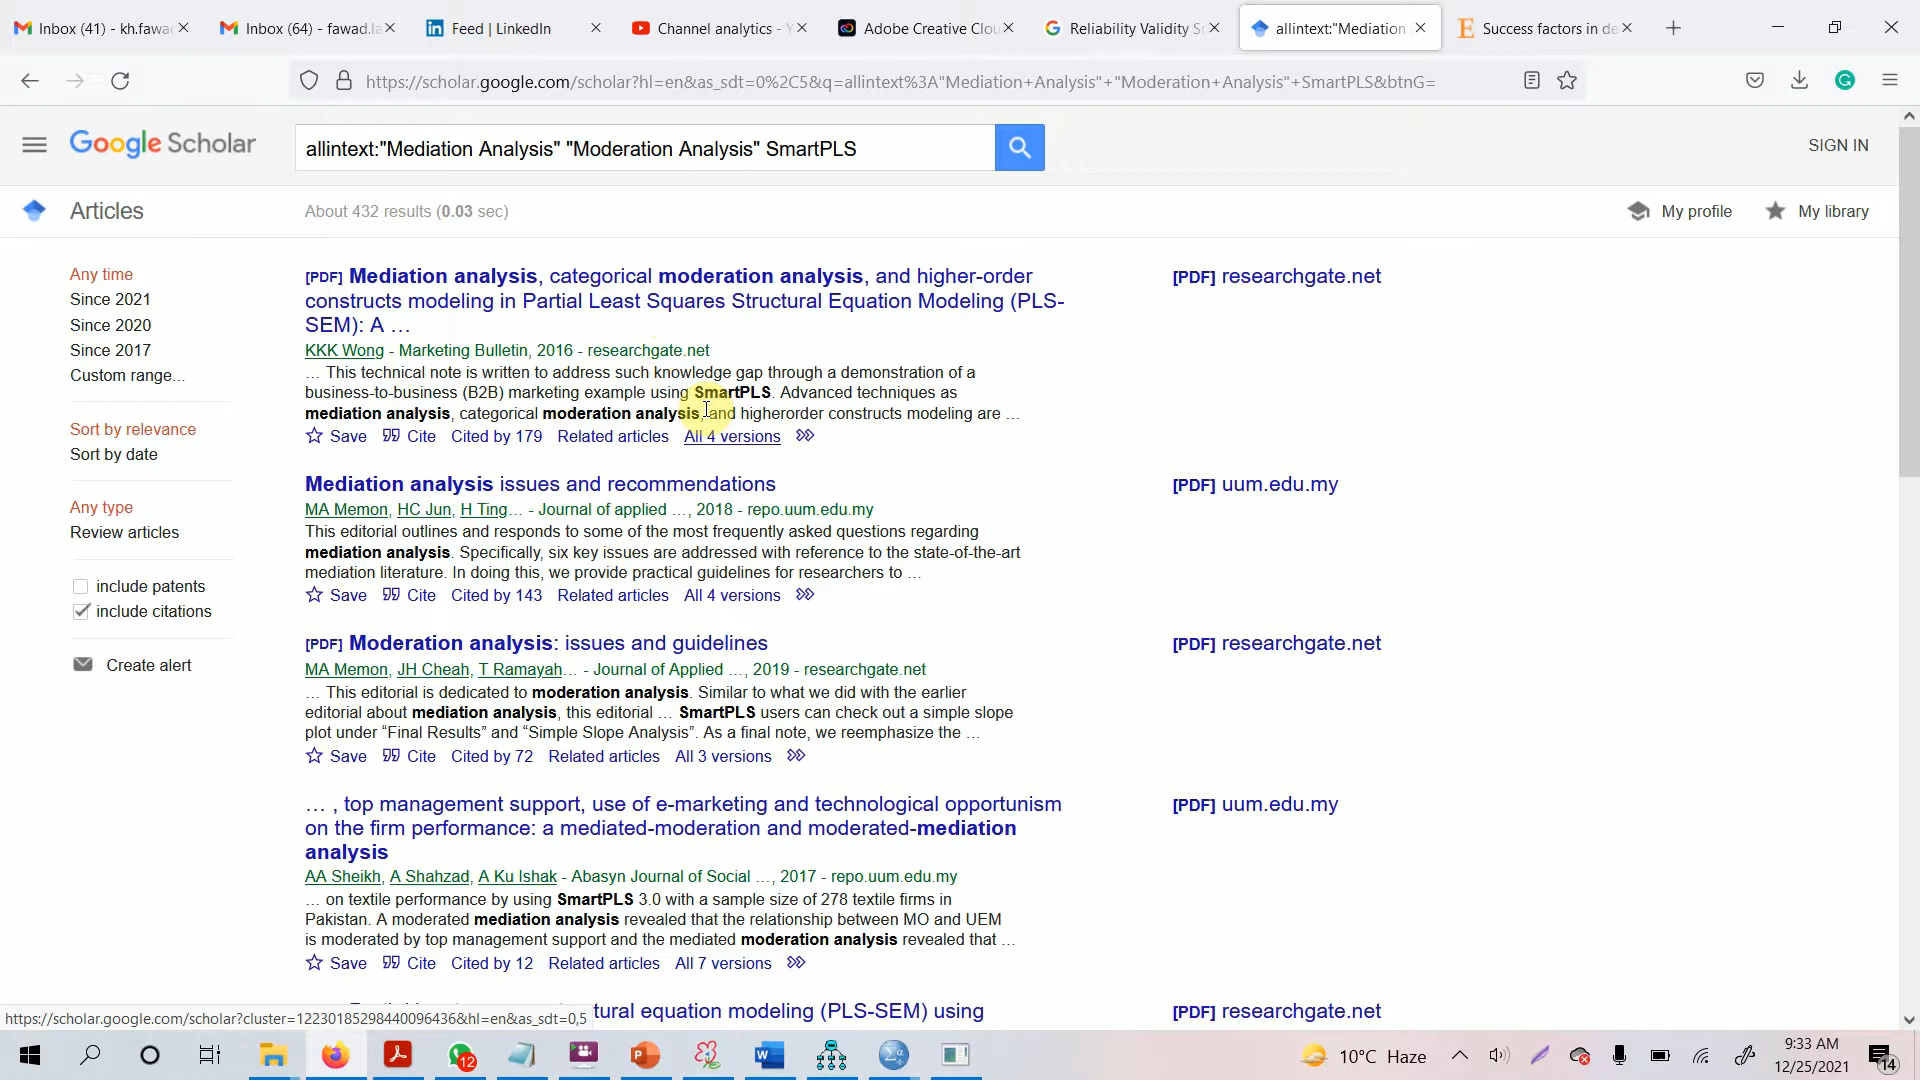 Inbox (41) - kh.fawa
Inbox (64) - fawad.la
Feed | LinkedIn
Channel analytics - Y
Adobe Creative Clou
Reliability Validity S
allintext:"Mediation
Success factors in de
https://scholar.google.com/scholar?hl=en&as_sdt=0%2C5&q=allintext%3A"Mediation+Analysis"+"Moderation+Analysis"+SmartPLS&btnG=
Google Scholar
allintext:"Mediation Analysis" "Moderation Analysis" SmartPLS
SIGN IN
Articles
About 432 results (0.03 sec)
My profile
My library
Any time
Since 2021
Since 2020
Since 2017
Custom range...
Sort by relevance
Sort by date
Any type
Review articles
include patents
include citations
Create alert
[PDF] Mediation analysis, categorical moderation analysis, and higher-order
constructs modeling in Partial Least Squares Structural Equation Modeling (PLS-
SEM): A …
KKK Wong - Marketing Bulletin, 2016 - researchgate.net
… This technical note is written to address such knowledge gap through a demonstration of a
business-to-business (B2B) marketing example using SmartPLS. Advanced techniques as
mediation analysis, categorical moderation analysis, and higherorder constructs modeling are …
Save Cite Cited by 179 Related articles All 4 versions
[PDF] researchgate.net
Mediation analysis issues and recommendations
MA Memon, HC Jun, H Ting… - Journal of applied …, 2018 - repo.uum.edu.my
This editorial outlines and responds to some of the most frequently asked questions regarding
mediation analysis. Specifically, six key issues are addressed with reference to the state-of-the-art
mediation literature. In doing this, we provide practical guidelines for researchers to …
Save Cite Cited by 143 Related articles All 4 versions
[PDF] uum.edu.my
[PDF] Moderation analysis: issues and guidelines
MA Memon, JH Cheah, T Ramayah… - Journal of Applied …, 2019 - researchgate.net
… This editorial is dedicated to moderation analysis. Similar to what we did with the earlier
editorial about mediation analysis, this editorial … SmartPLS users can check out a simple slope
plot under “Final Results” and “Simple Slope Analysis”. As a final note, we reemphasize the …
Save Cite Cited by 72 Related articles All 3 versions
[PDF] researchgate.net
… , top management support, use of e-marketing and technological opportunism
on the firm performance: a mediated-moderation and moderated-mediation
analysis
AA Sheikh, A Shahzad, A Ku Ishak - Abasyn Journal of Social …, 2017 - repo.uum.edu.my
… on textile performance by using SmartPLS 3.0 with a sample size of 278 textile firms in
Pakistan. A moderated mediation analysis revealed that the relationship between MO and UEM
is moderated by top management support and the mediated moderation analysis revealed that …
Save Cite Cited by 12 Related articles All 7 versions
[PDF] uum.edu.my
tural equation modeling (PLS-SEM) using
[PDF] researchgate.net
https://scholar.google.com/scholar?cluster=12230185298440096436&hl=en&as_sdt=0,5
12
10°C Haze
9:33 AM
12/25/2021
14